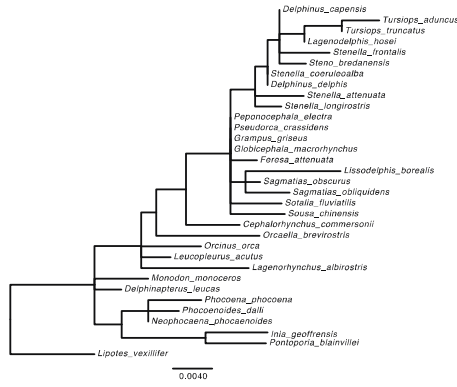 Delphinus_capensis
Tursiops_aduncus
Tursiops_truncatus
Lagenodelphis_hosei
Stenella_frontalis
Steno_bredanensis
Stenella_coeruleoalba
Delphinus_delphis
Stenella_attenuata
Stenella_longirostris
Peponocephala_electra
Pseudorca_crassidens
Grampus_griseus
Globicephala_macrorhynchus
Feresa_attenuata
Lissodelphis_borealis
Sagmatias_obscurus
Sagmatias_obliquidens
Sotalia_fluviatilis
Sousa_chinensis
Cephalorhynchus_commersonii
Orcaella_brevirostris
Orcinus_orca
Leucopleurus_acutus
Lagenorhynchus_albirostris
Monodon_monoceros
Delphinapterus_leucas
Phocoena_phocoena
Phocoenoides_dalli
Neophocaena_phocaenoides
Inia_geoffrensis
Pontoporia_blainvillei
Lipotes_vexillifer
0.0040